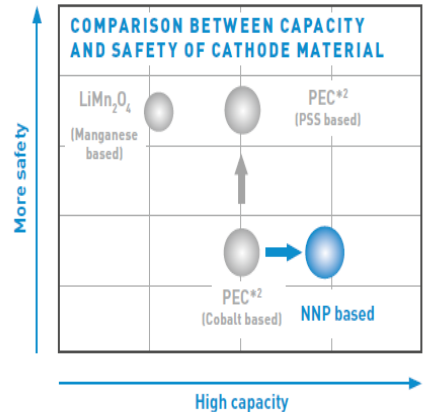 COMPARISON BETWEEN CAPACITY
AND SAFETY OF CATHODE MATERIAL
LiMn₂O₄
(Manganese
based)
PEC*²
(PSS based)
More safety
PEC*²
(Cobalt based)
NNP based
High capacity